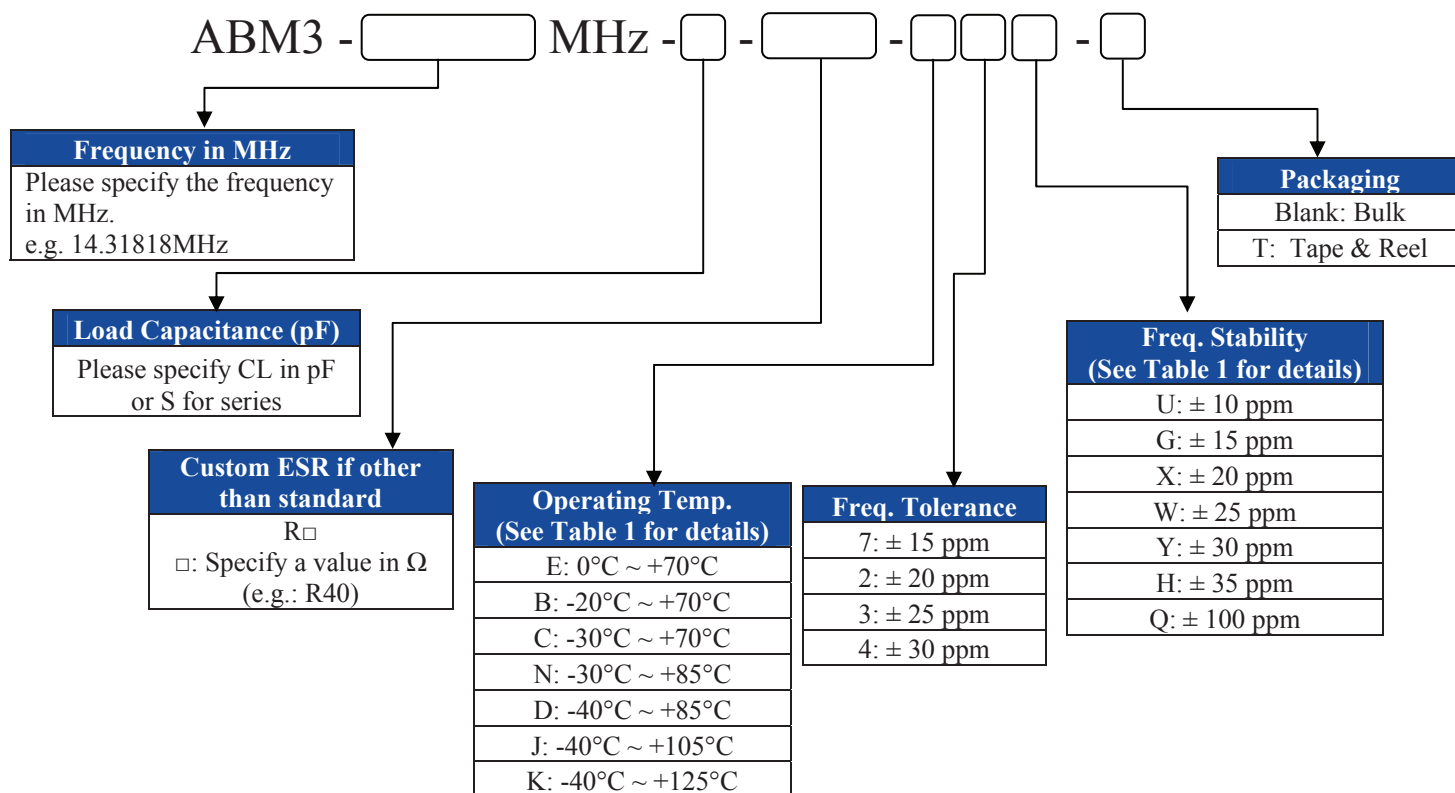 ABM3 - MHz - - -
Frequency in MHz
Please specify the frequency
in MHz.
e.g. 14.31818MHz
Load Capacitance (pF)
Please specify CL in pF
or S for series
Custom ESR if other
than standard
R□
□: Specify a value in Ω
(e.g.: R40)
Operating Temp.
(See Table 1 for details)
E: 0°C ~ +70°C
B: -20°C ~ +70°C
C: -30°C ~ +70°C
N: -30°C ~ +85°C
D: -40°C ~ +85°C
J: -40°C ~ +105°C
K: -40°C ~ +125°C
Freq. Tolerance
7: ± 15 ppm
2: ± 20 ppm
3: ± 25 ppm
4: ± 30 ppm
Freq. Stability
(See Table 1 for details)
U: ± 10 ppm
G: ± 15 ppm
X: ± 20 ppm
W: ± 25 ppm
Y: ± 30 ppm
H: ± 35 ppm
Q: ± 100 ppm
Packaging
Blank: Bulk
T: Tape & Reel